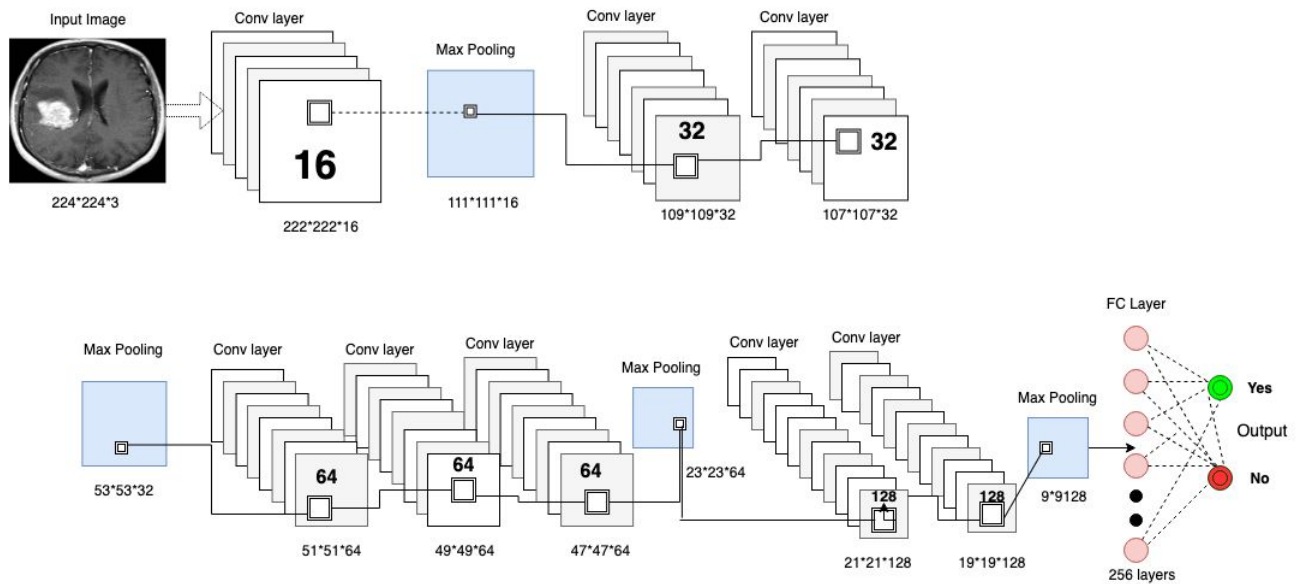 Input Image
Conv layer
Max Pooling
Conv layer
Conv layer
16
32
32
224*224*3
222*222*16
111*111*16
109*109*32
107*107*32
Max Pooling
Conv layer
Conv layer
Conv layer
Max Pooling
Conv layer
Conv layer
Max Pooling
FC Layer
64
64
64
128
128
53*53*32
51*51*64
49*49*64
47*47*64
23*23*64
21*21*128
19*19*128
9*9128
Yes
Output
No
256 layers